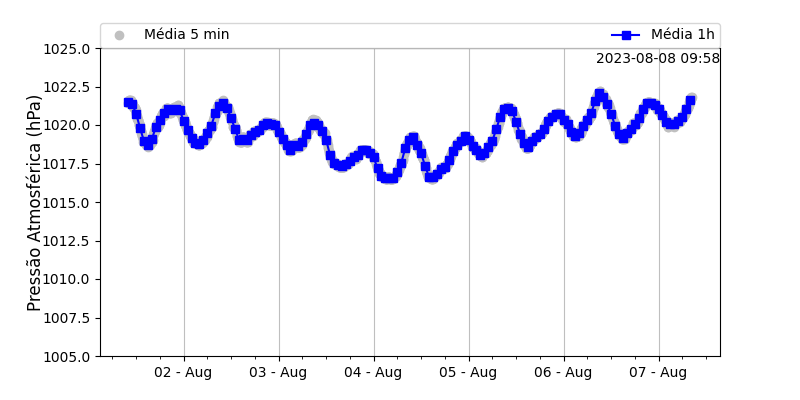 Média 5 min
Média 1h
2023-08-08 09:58
Pressão Atmosférica (hPa)
1025.0
1022.5
1020.0
1017.5
1015.0
1012.5
1010.0
1007.5
1005.0
02 - Aug
03 - Aug
04 - Aug
05 - Aug
06 - Aug
07 - Aug